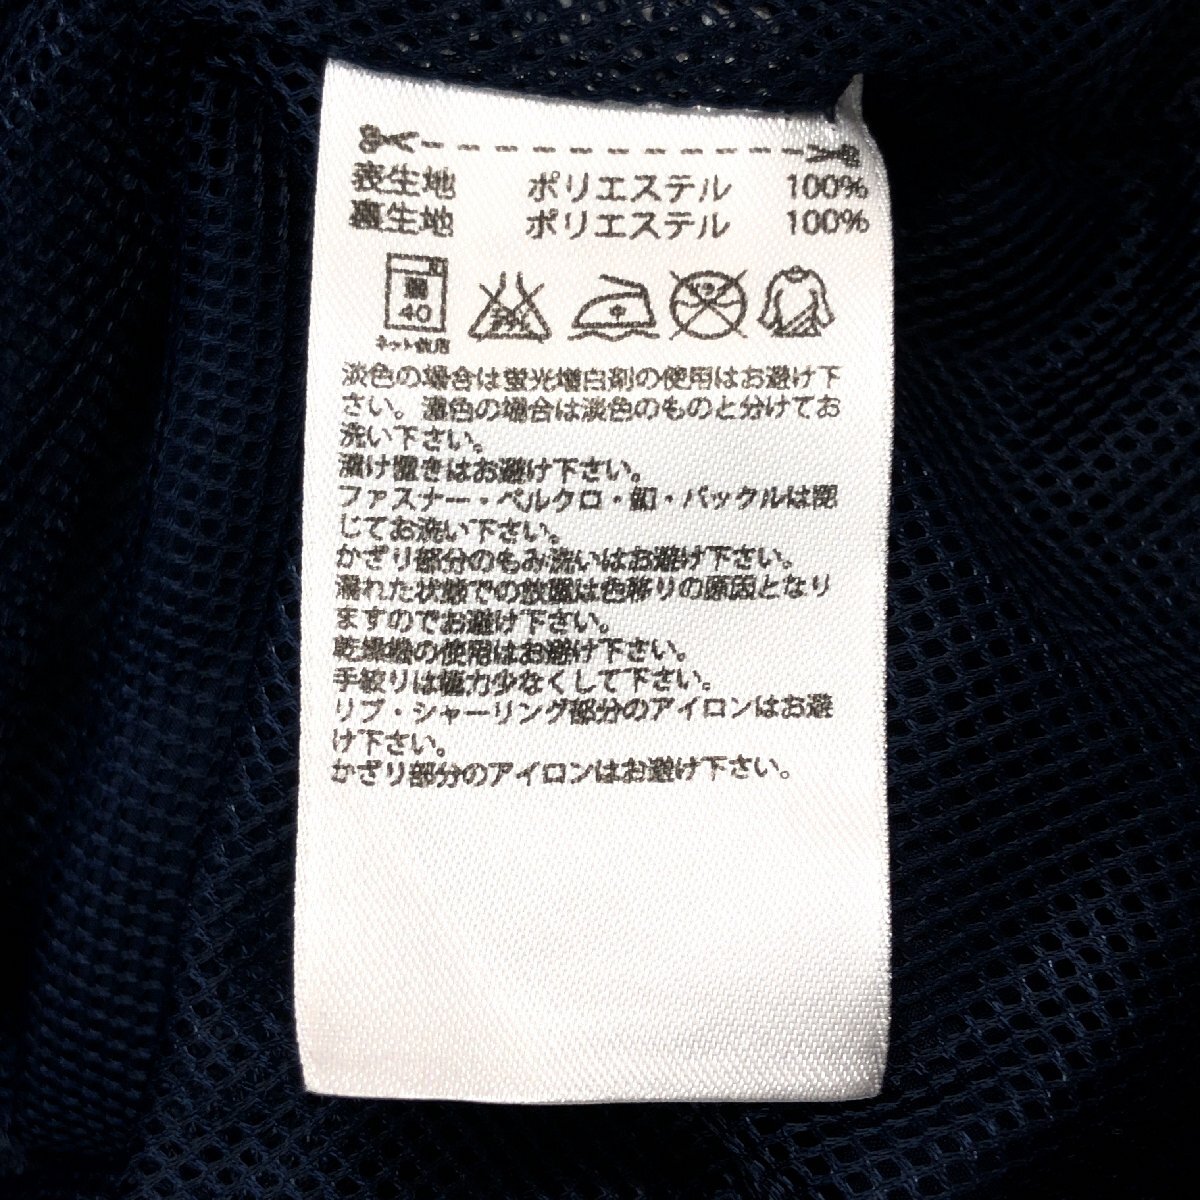 表生地 ポリエステル 100%
裏生地 ポリエステル 100%
弱
40
ネット使用
淡色の場合は蛍光増白剤の使用はお避け下
さい。濃色の場合は淡色のものと分けてお
洗い下さい。
漬け置きはお避け下さい。
ファスナー・ベルクロ・釦・バックルは閉
じてお洗い下さい。
かざり部分のもみ洗いはお避け下さい。
濡れた状態での放置は色移りの原因となり
ますのでお避け下さい。
乾燥機の使用はお避け下さい。
手絞りは極力少なくして下さい。
リブ・シャーリング部分のアイロンはお避
け下さい。
かざり部分のアイロンはお避け下さい。